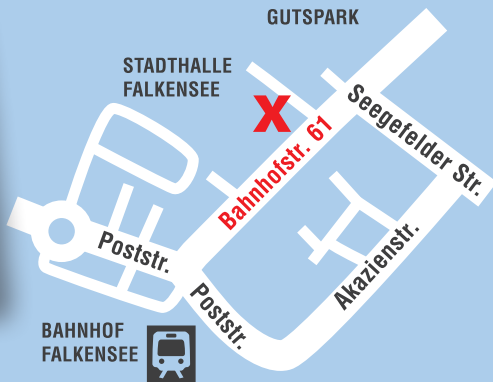 GUTSPARK
STADTHALLE
FALKENSEE
X
Seegefelder Str.
Bahnhofstr. 61
Poststr.
Akazienstr.
Poststr.
BAHNHOF
FALKENSEE